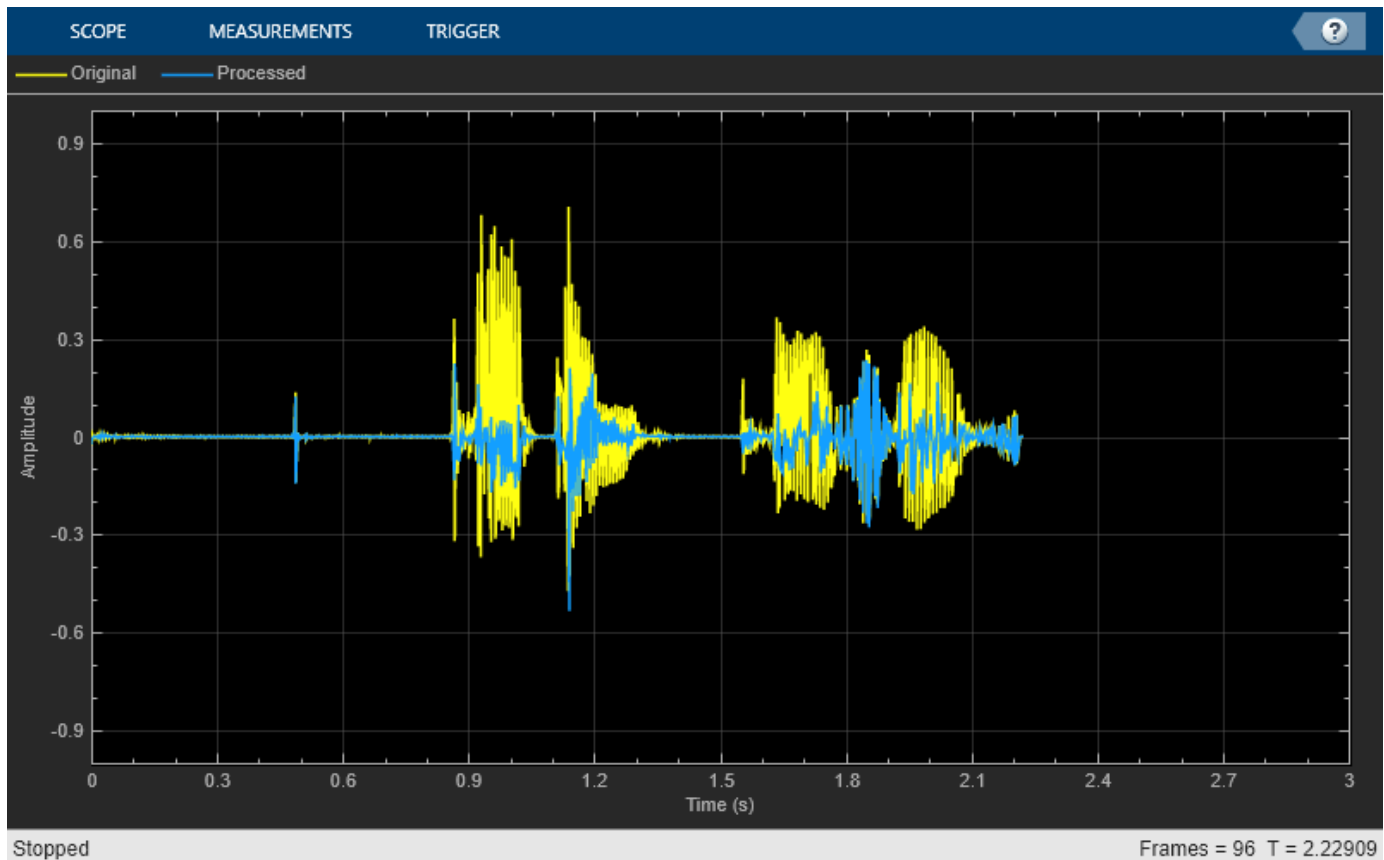 SCOPE MEASUREMENTS TRIGGER ?
Original Processed
0.9
0.6
0.3
0
-0.3
-0.6
-0.9
Amplitude
0 0.3 0.6 0.9 1.2 1.5 1.8 2.1 2.4 2.7 3
Time (s)
Stopped Frames = 96 T = 2.22909